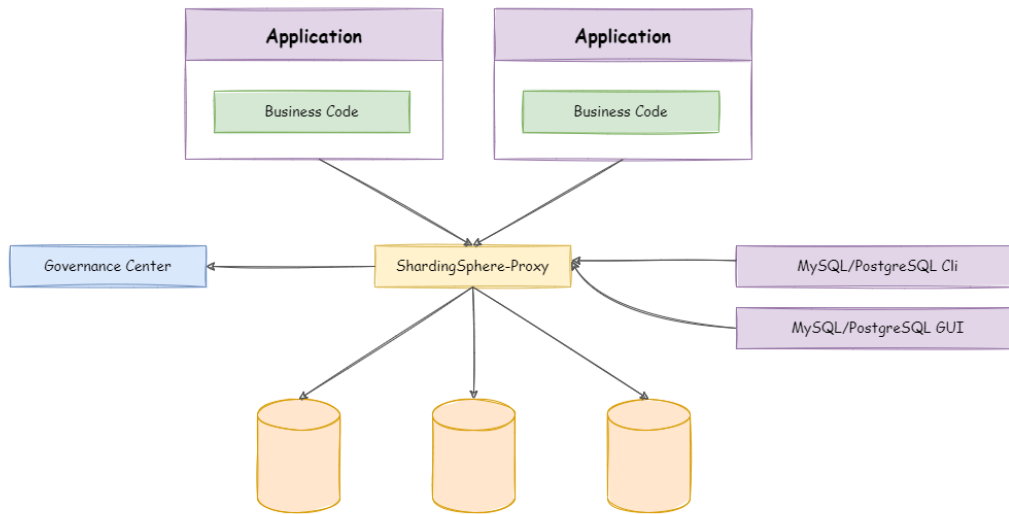 Application
Application
Business Code
Business Code
Governance Center
ShardingSphere-Proxy
MySQL/PostgreSQL Cli
MySQL/PostgreSQL GUI